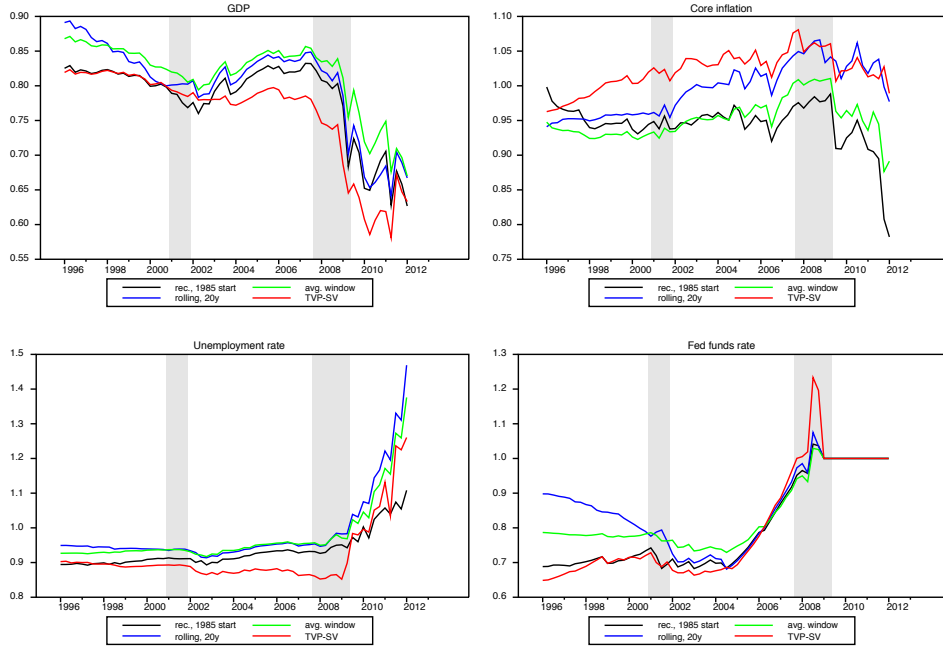 GDP
0.90
0.85
0.80
0.75
0.70
0.65
0.60
0.55
1996 1998 2000 2002 2004 2006 2008 2010 2012
rec., 1985 start avg. window
rolling, 20y TVP-SV
Core inflation
1.10
1.05
1.00
0.95
0.90
0.85
0.80
0.75
1996 1998 2000 2002 2004 2006 2008 2010 2012
rec., 1985 start avg. window
rolling, 20y TVP-SV
Unemployment rate
1.5
1.4
1.3
1.2
1.1
1.0
0.9
0.8
1996 1998 2000 2002 2004 2006 2008 2010 2012
rec., 1985 start avg. window
rolling, 20y TVP-SV
Fed funds rate
1.3
1.2
1.1
1.0
0.9
0.8
0.7
0.6
1996 1998 2000 2002 2004 2006 2008 2010 2012
rec., 1985 start avg. window
rolling, 20y TVP-SV